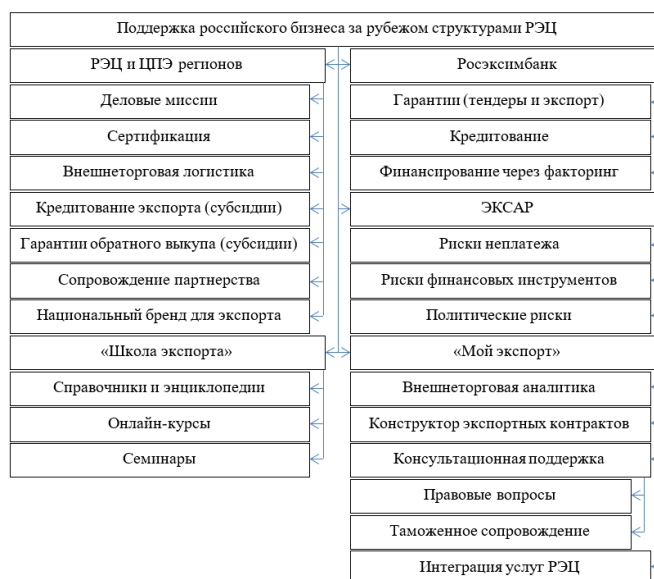 Поддержка российского бизнеса за рубежом структурами РЭЦ
РЭЦ и ЦПЭ регионов
Деловые миссии
Сертификация
Внешнеторговая логистика
Кредитование экспорта (субсидии)
Гарантии обратного выкупа (субсидии)
Сопровождение партнерства
Национальный бренд для экспорта
«Школа экспорта»
Справочники и энциклопедии
Онлайн-курсы
Семинары
Росэксимбанк
Гарантии (тендеры и экспорт)
Кредитование
Финансирование через факторинг
ЭКСАР
Риски неплатежа
Риски финансовых инструментов
Политические риски
«Мой экспорт»
Внешнеторговая аналитика
Конструктор экспортных контрактов
Консультационная поддержка
Правовые вопросы
Таможенное сопровождение
Интеграция услуг РЭЦ